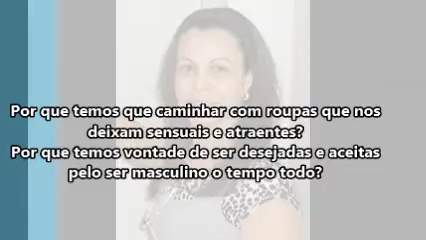 Por que temos que caminhar com roupas que nos
deixam sensuais e atraentes?
Por que temos vontade de ser desejadas e aceitas
pelo ser masculino o tempo todo?